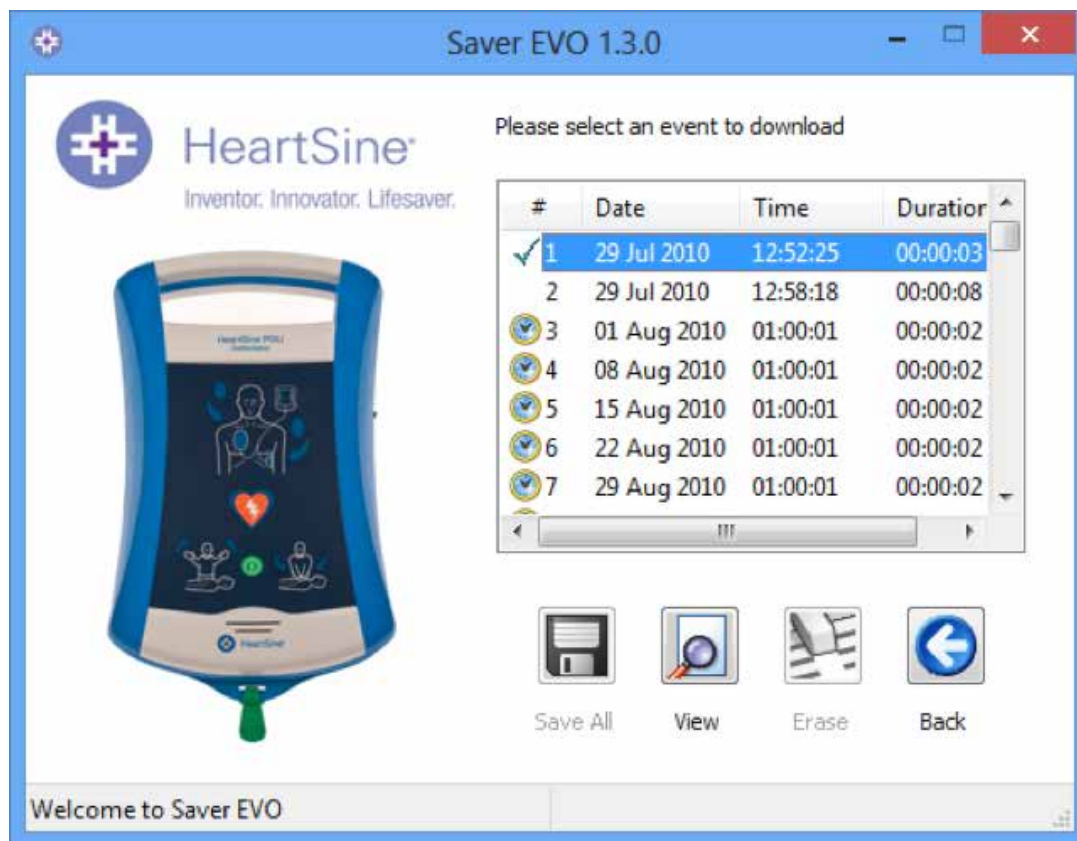 Saver EVO 1.3.0
HeartSine
Inventor. Innovator. Lifesaver.
Please select an event to download
# Date Time Duration
1 29 Jul 2010 12:52:25 00:00:03
2 29 Jul 2010 12:58:18 00:00:08
3 01 Aug 2010 01:00:01 00:00:02
4 08 Aug 2010 01:00:01 00:00:02
5 15 Aug 2010 01:00:01 00:00:02
6 22 Aug 2010 01:00:01 00:00:02
7 29 Aug 2010 01:00:01 00:00:02
HeartSine PDU
HeartSine
Save All View Erase Back
Welcome to Saver EVO